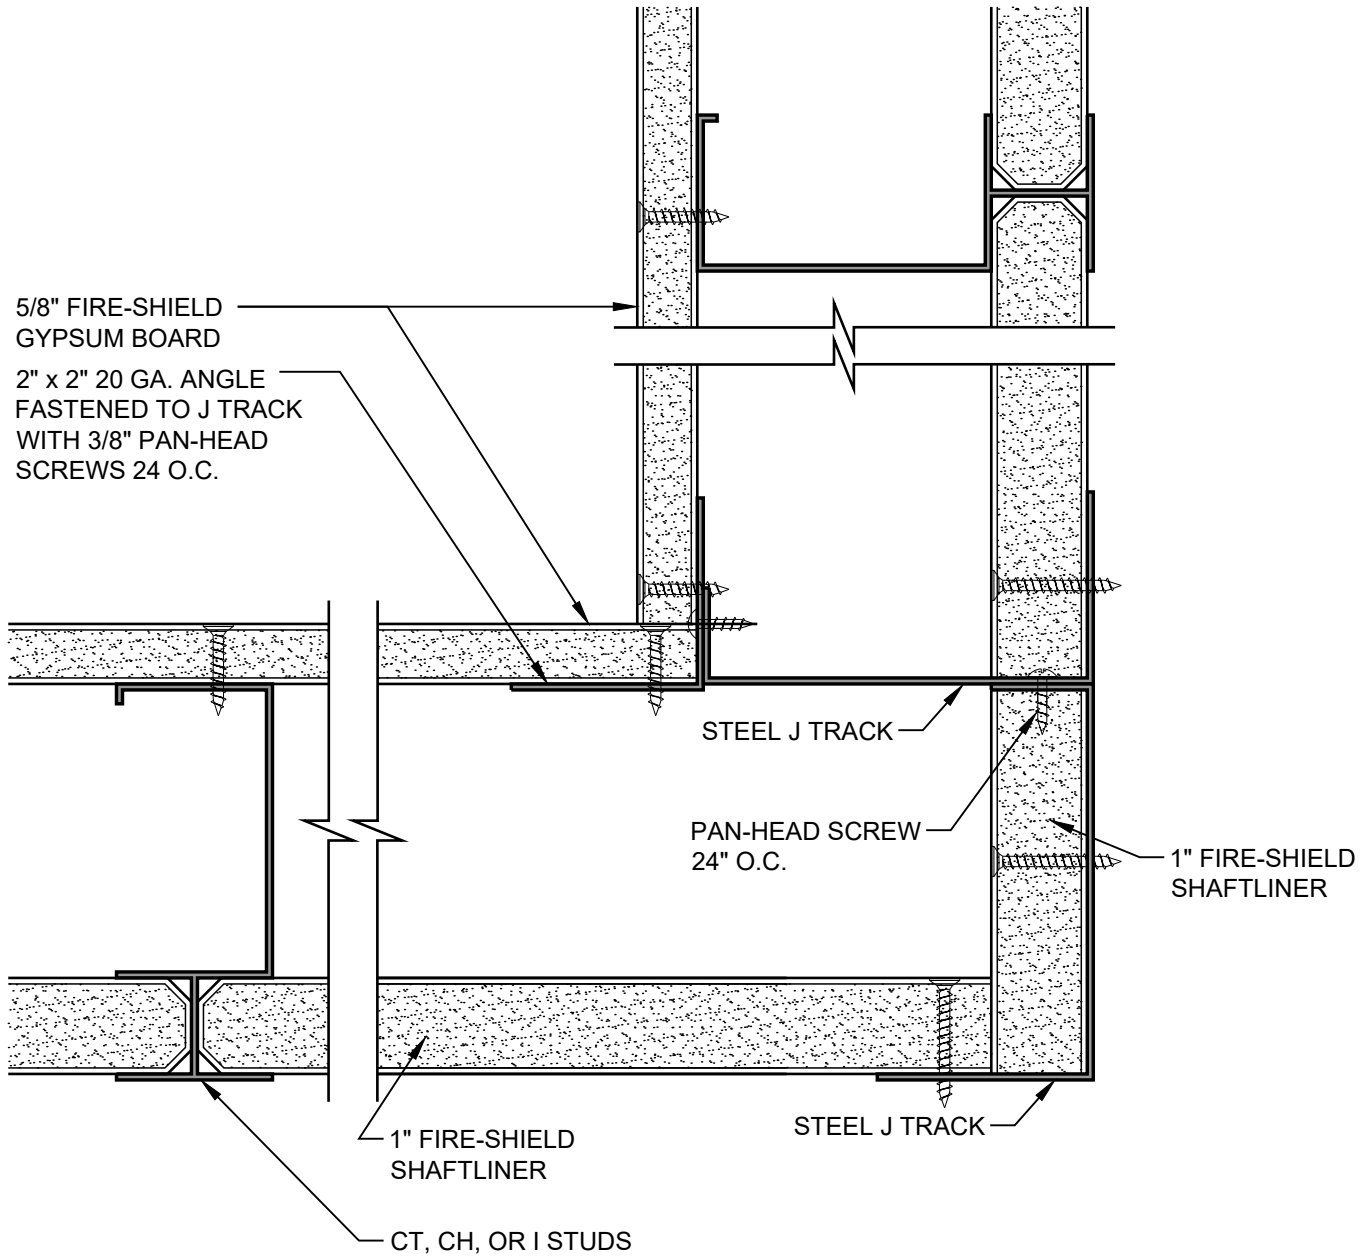 5/8" FIRE-SHIELD
GYPSUM BOARD
2" x 2" 20 GA. ANGLE
FASTENED TO J TRACK
WITH 3/8" PAN-HEAD
SCREWS 24 O.C.
STEEL J TRACK
PAN-HEAD SCREW
24" O.C.
1" FIRE-SHIELD
SHAFTLINER
STEEL J TRACK
1" FIRE-SHIELD
SHAFTLINER
CT, CH, OR I STUDS